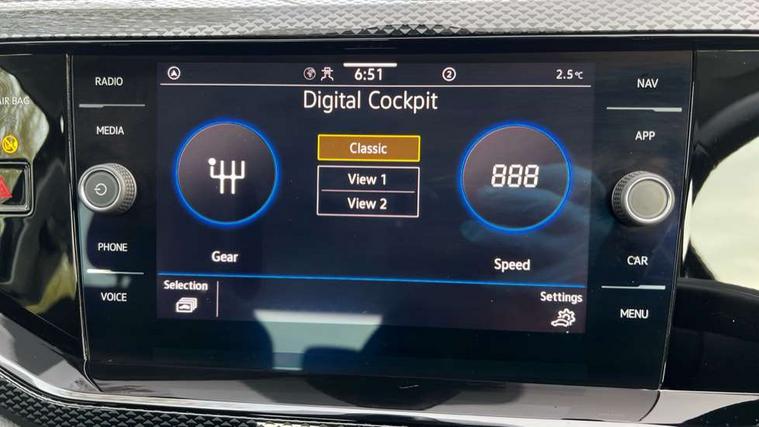 AIR BAG
RADIO
MEDIA
PHONE
VOICE
6:51
2
2.5°C
Digital Cockpit
Classic
View 1
View 2
888
Gear
Speed
Selection
Settings
NAV
APP
CAR
MENU